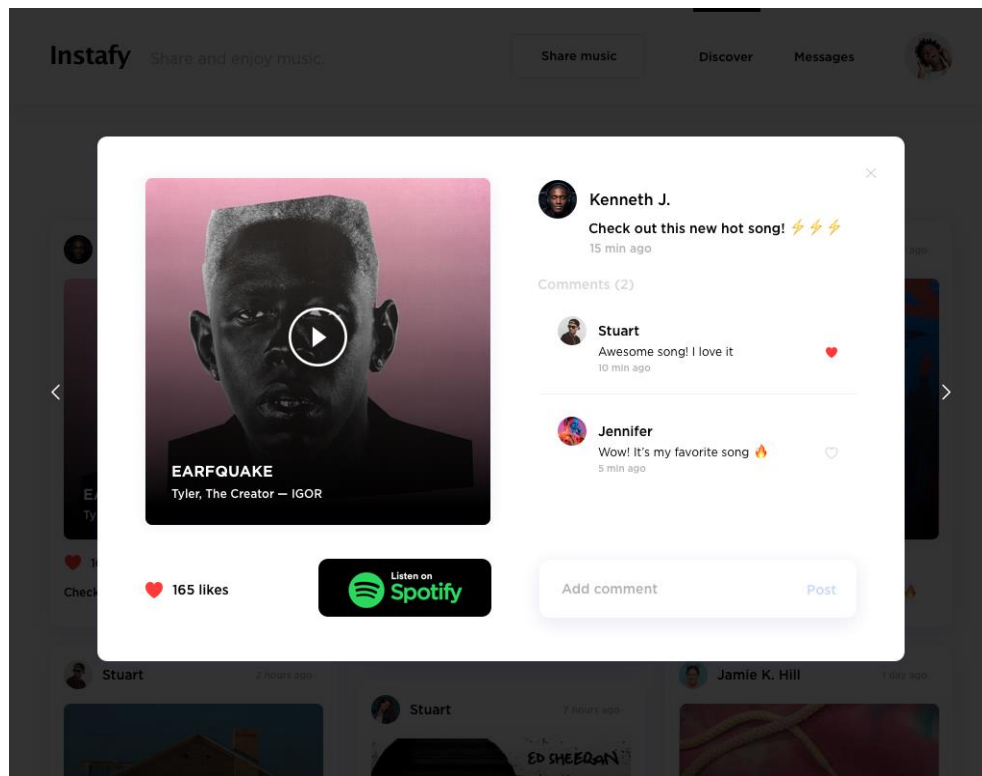 Instafy
Share and enjoy music.
Share music
Discover
Messages
Kenneth J.
Check out this new hot song! ⚡⚡⚡
15 min ago
Comments (2)
Stuart
Awesome song! I love it
10 min ago
Jennifer
Wow! It's my favorite song 🔥
5 min ago
EARFQUAKE
Tyler, The Creator — IGOR
165 likes
Listen on
Spotify
Add comment
Post
ago
Check
Stuart
2 hours ago
Stuart
7 hours ago
ED SHEERAN
Jamie K. Hill
1 day ago